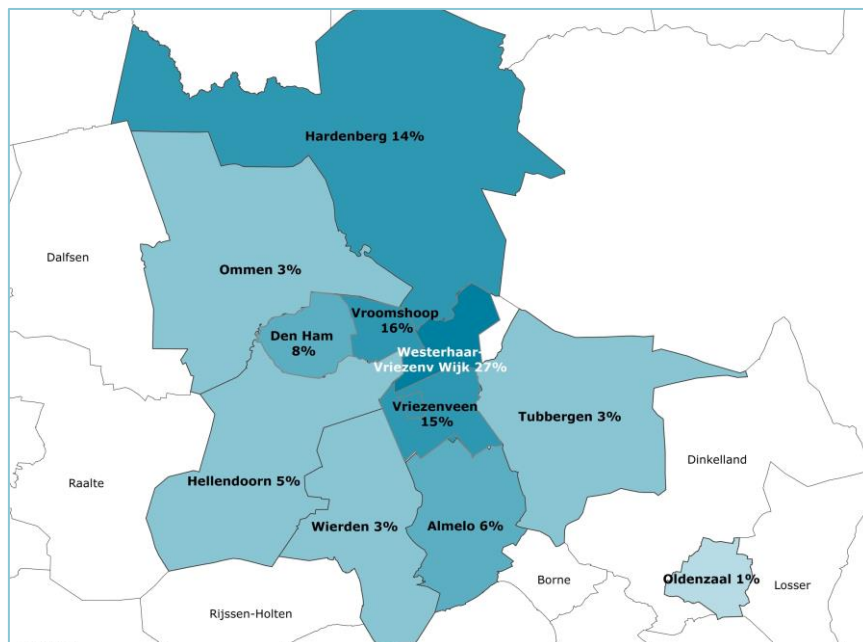 Hardenberg 14%
Dalfsen
Ommen 3%
Vroomshoop
16%
Den Ham
8%
Westerhaar-
Vriezenv Wijk 27%
Vriezenveen
15%
Tubbergen 3%
Dinkelland
Raalte
Hellendoorn 5%
Wierden 3%
Almelo 6%
Borne
Oldenzaal 1%
Losser
Rijssen-Holten